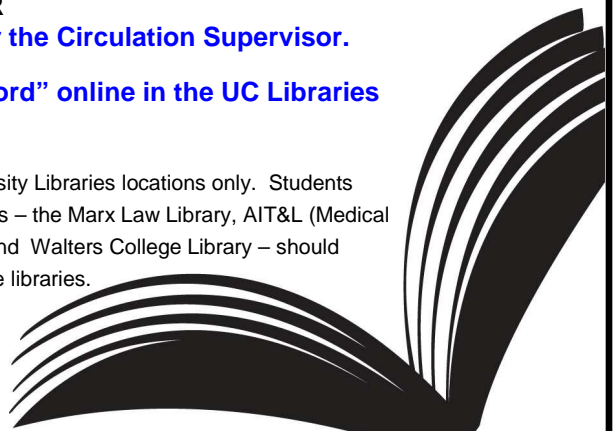 R
the Circulation Supervisor.
ord” online in the UC Libraries
sity Libraries locations only. Students
s – the Marx Law Library, AIT&L (Medical
nd Walters College Library – should
e libraries.